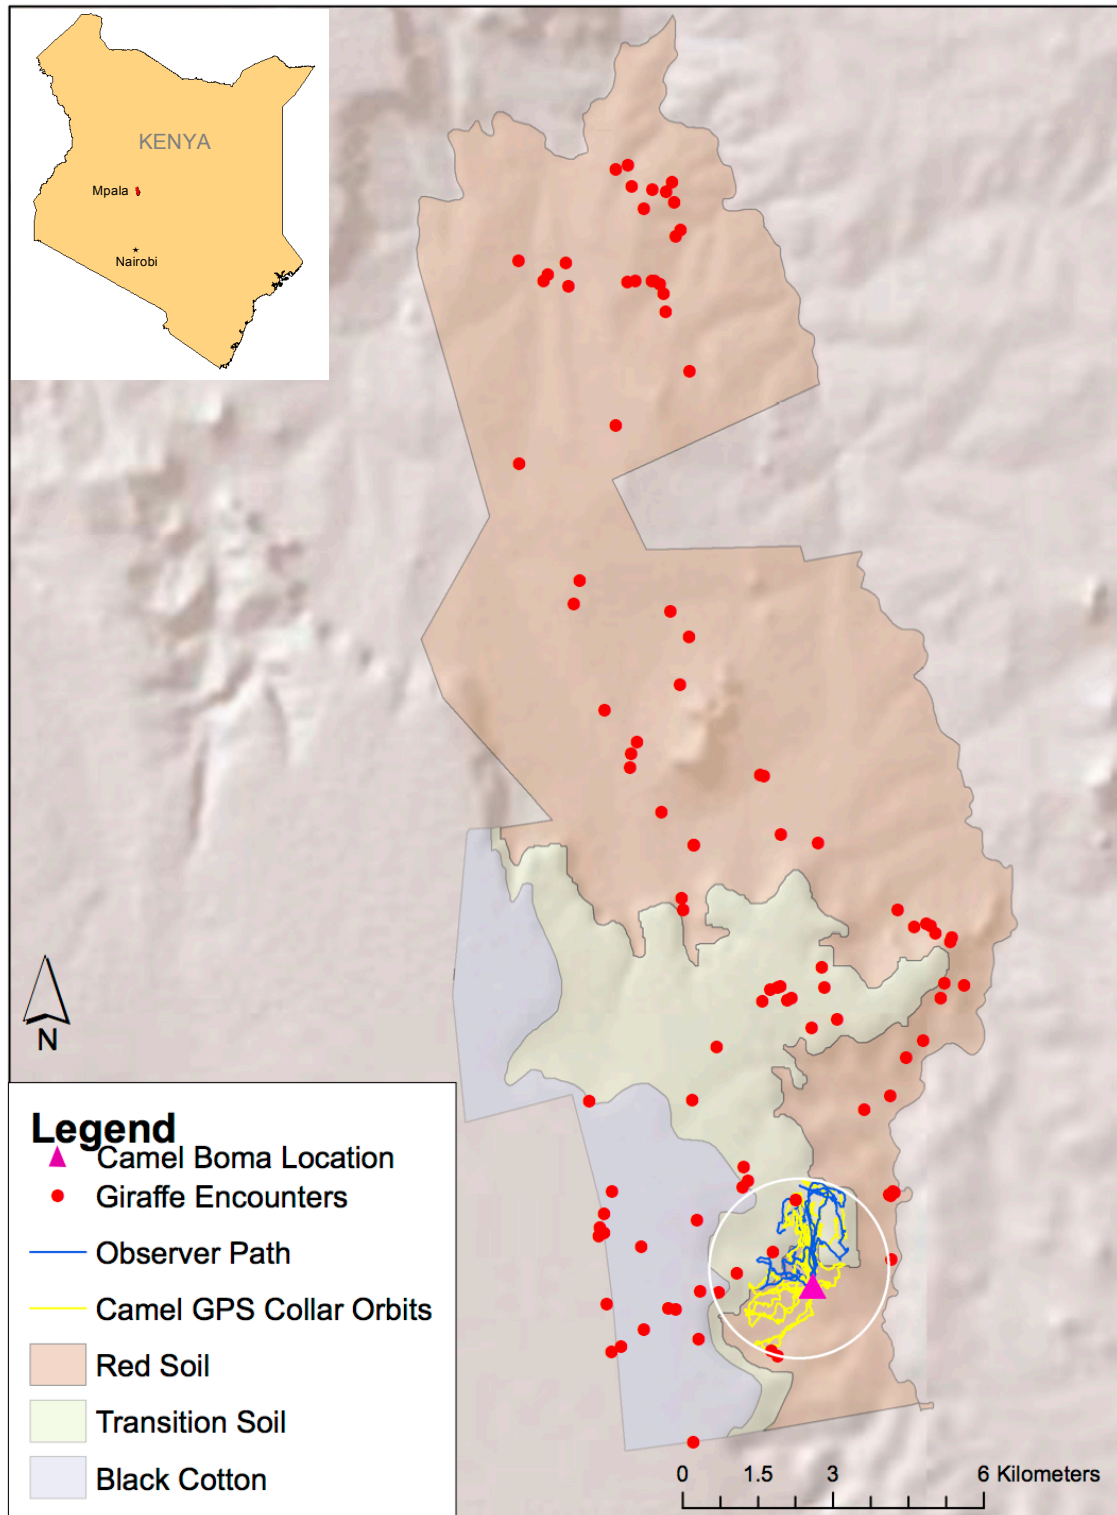 KENYA
Mpala
Nairobi
N
Legend
Camel Boma Location
Giraffe Encounters
Observer Path
Camel GPS Collar Orbits
Red Soil
Transition Soil
Black Cotton
0 1.5 3 6 Kilometers